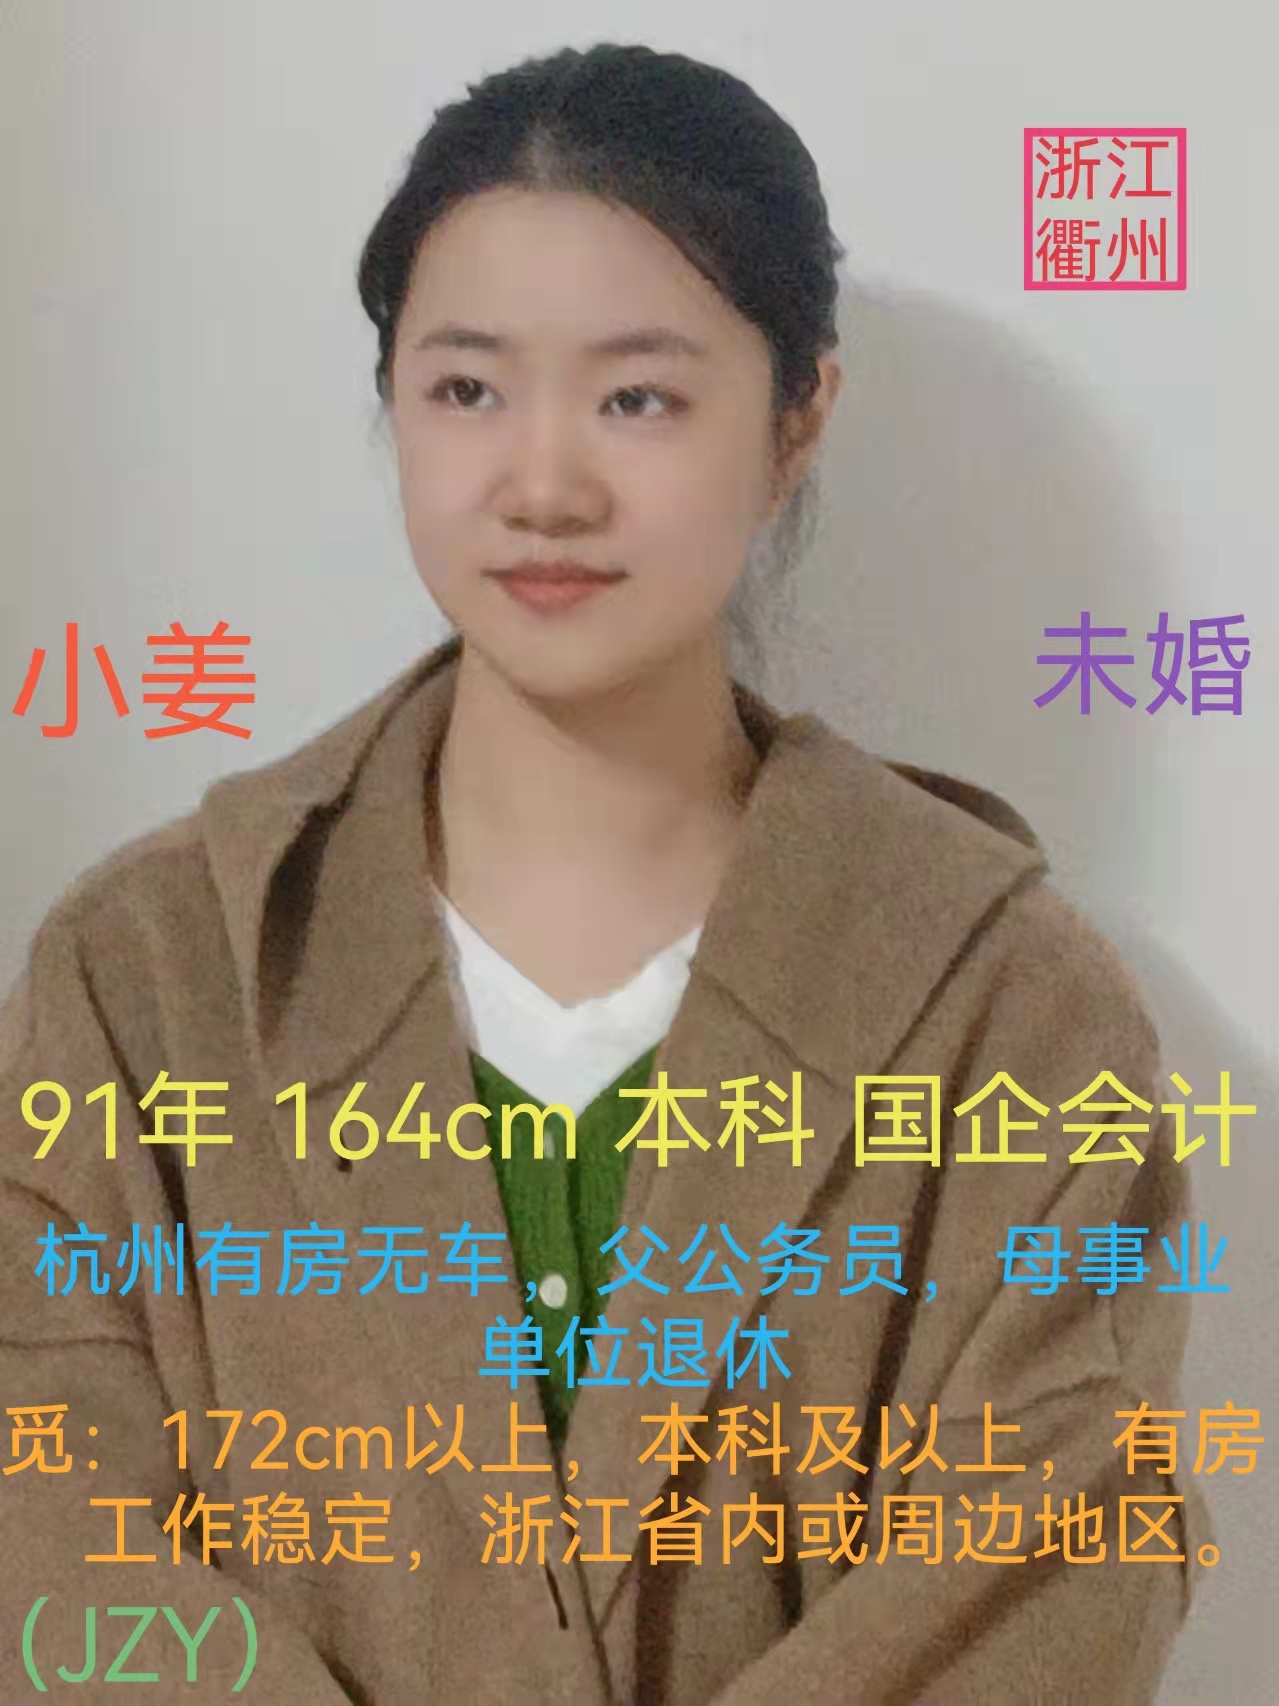 浙江
衢州
小姜
未婚
91年 164cm 本科 国企会计
杭州有房无车，父公务员，母事业
单位退休
觅：172cm以上，本科及以上，有房
工作稳定，浙江省内或周边地区。
(JZY)